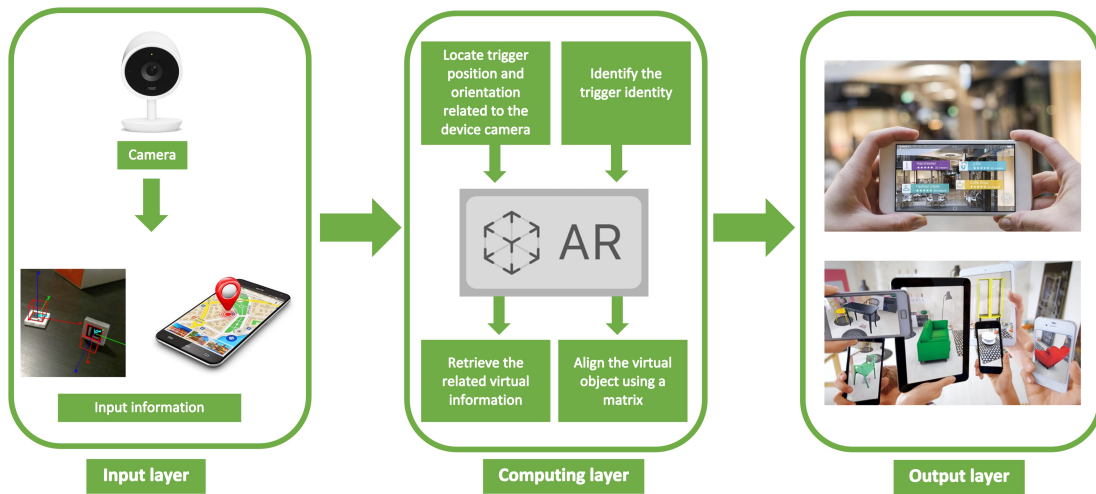 Camera
Input information
Input layer
Locate trigger
position and
orientation
related to the
device camera
Identify the
trigger identity
AR
Retrieve the
related virtual
information
Align the virtual
object using a
matrix
Computing layer
Output layer